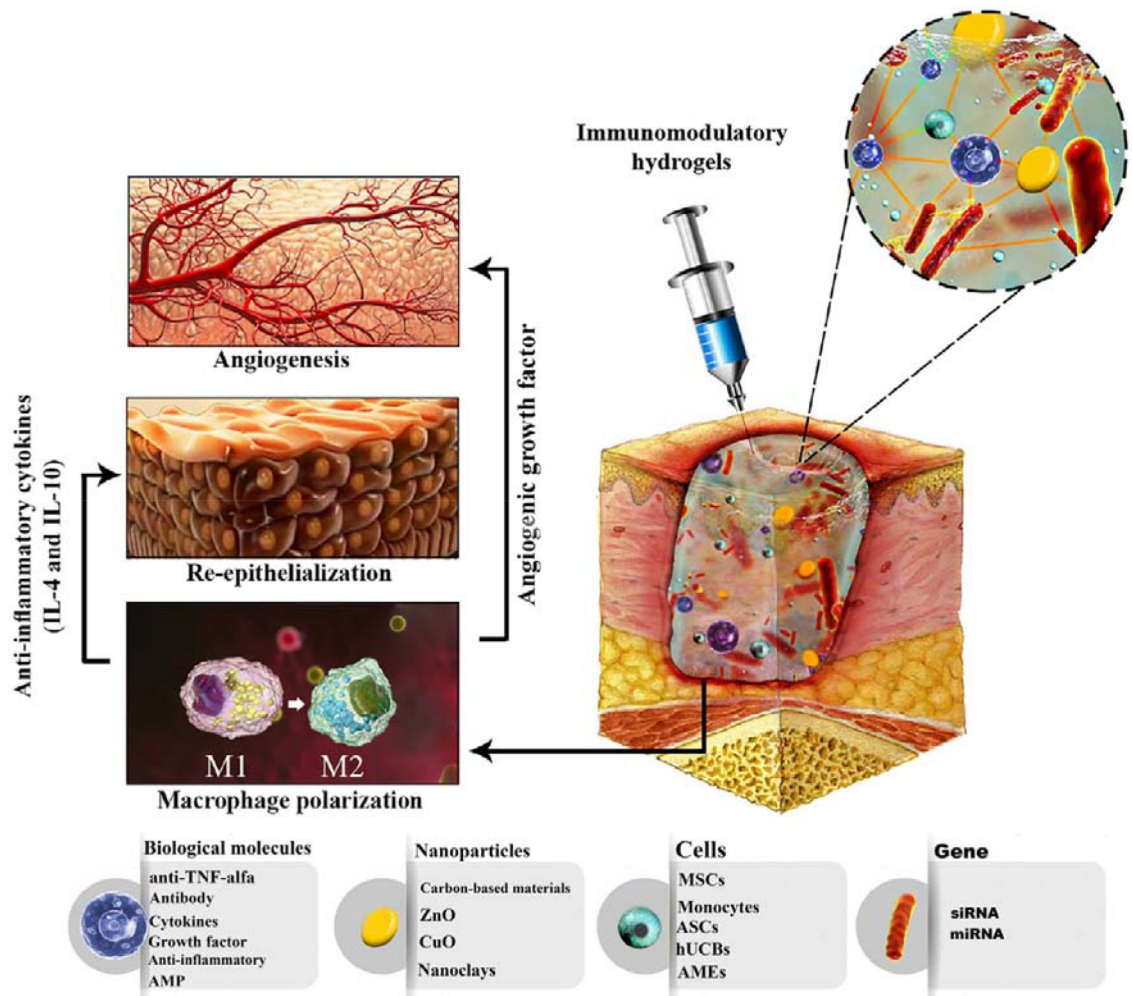 Immunomodulatory
hydrogels
Angiogenesis
Re-epithelialization
M1
M2
Macrophage polarization
Anti-inflammatory cytokines
(IL-4 and IL-10)
Angiogenic growth factor
Biological molecules
anti-TNF-alfa
Antibody
Cytokines
Growth factor
Anti-inflammatory
AMP
Nanoparticles
Carbon-based materials
ZnO
CuO
Nanoclays
Cells
MSCs
Monocytes
ASCs
hUCBs
AMEs
Gene
siRNA
miRNA